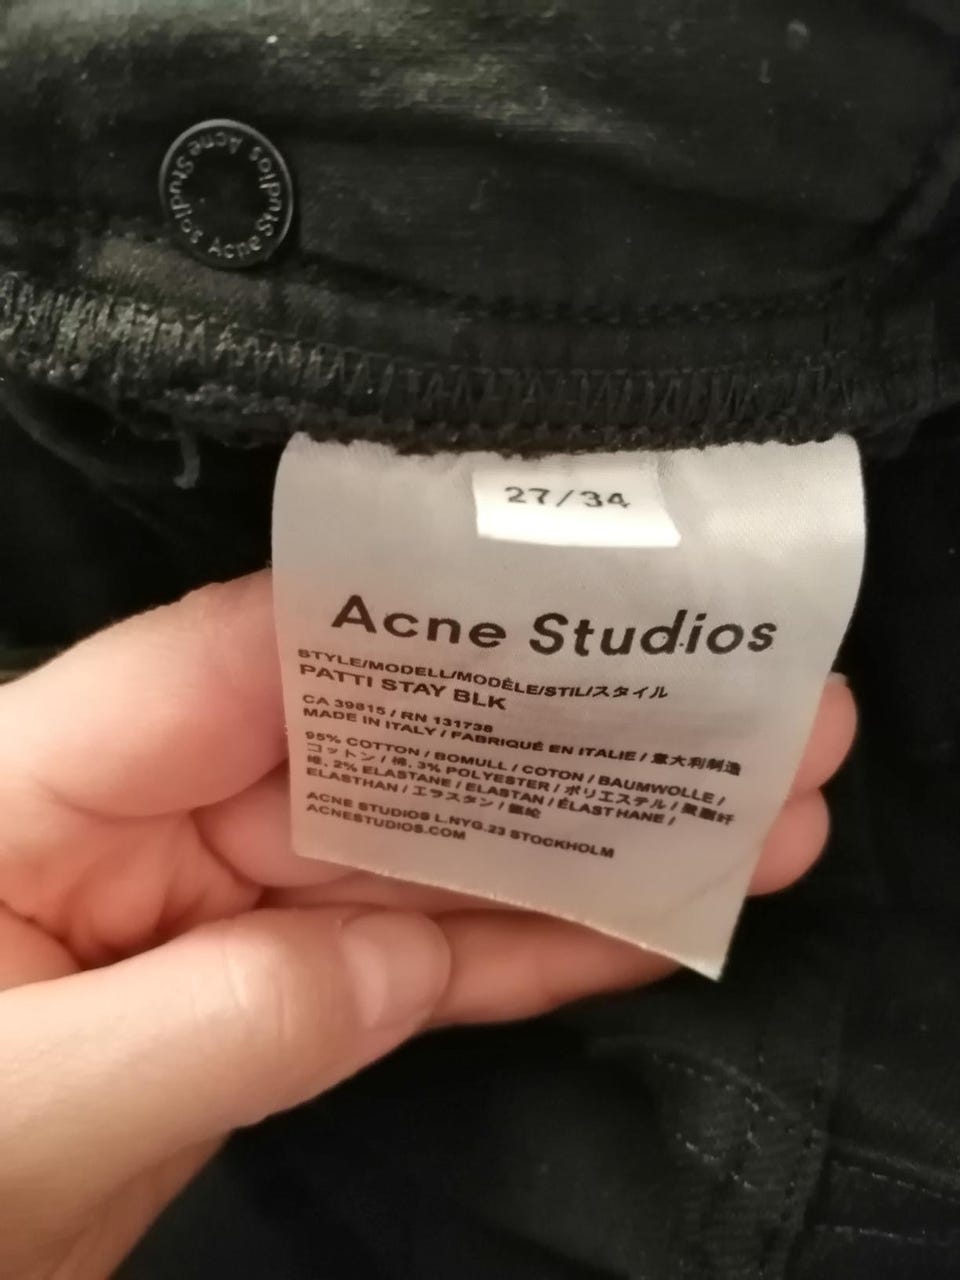 Acne Studios Acne Studios
27/34
Acne Studios
STYLE/MODELL/MODÈLE/STIL/スタイル
PATTI STAY BLK
CA 39815 / RN 131738
MADE IN ITALY / FABRIQUÉ EN ITALIE / 意大利制造
95% COTTON / BOMULL / COTON / BAUMWOLLE /
コットン / 棉, 3% POLYESTER / ポリエステル / 聚酯纤
维, 2% ELASTANE / ELASTAN / ÉLASTHANE /
ELASTHAN / エラスタン / 氨纶
ACNE STUDIOS L.NYG.23 STOCKHOLM
ACNESTUDIOS.COM